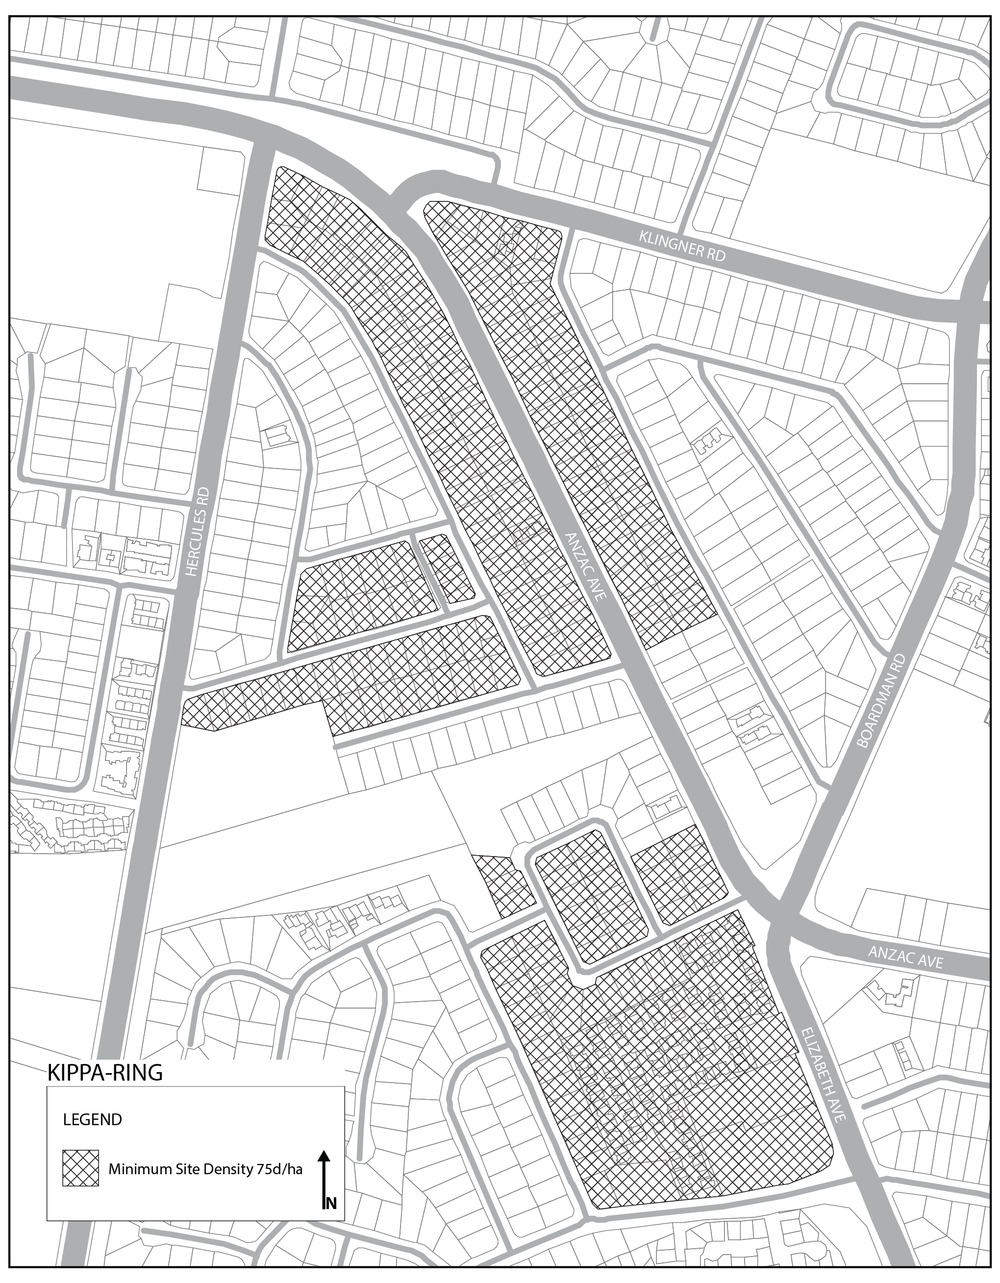 KLINGNER RD
HERCULES RD
ANZAC AVE
BOARDMAN RD
ANZAC AVE
ELIZABETH AVE
KIPPA-RING
LEGEND
Minimum Site Density 75d/ha
N